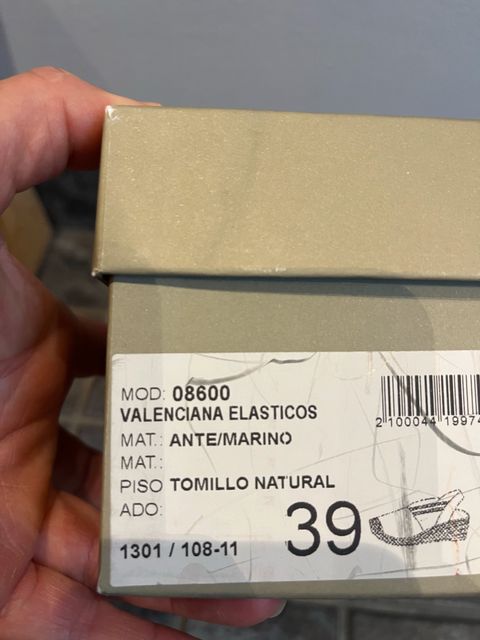 MOD: 08600
VALENCIANA ELASTICOS
MAT.: ANTE/MARINO
MAT.:
PISO TOMILLO NATURAL
ADO:
39
1301 / 108-11
2 100044 19974